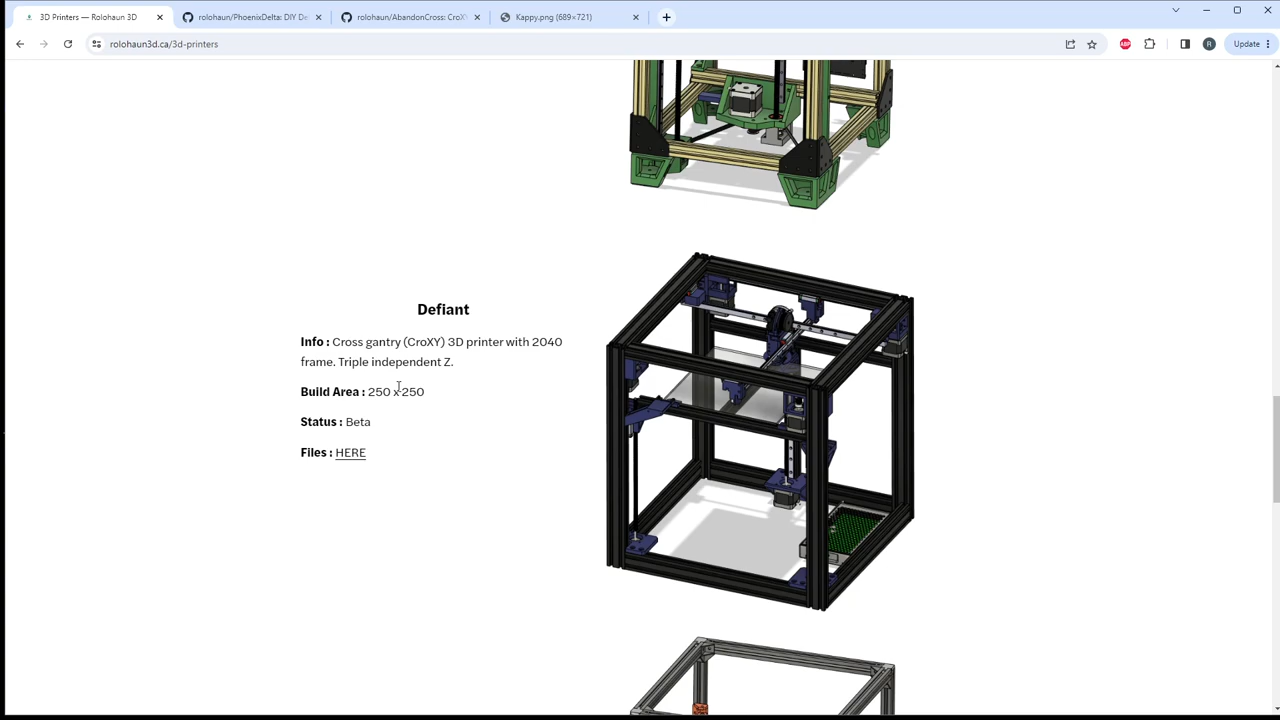 3D Printers — Rolohaun 3D
rolohaun/PhoenixDelta: DIY De
rolohaun/AbandonCross: CroX
Kappy.png (689×721)
rolohaun3d.ca/3d-printers
ABP
R
Update
Defiant
Info : Cross gantry (CroXY) 3D printer with 2040
frame. Triple independent Z.
Build Area : 250 x 250
Status : Beta
Files : HERE